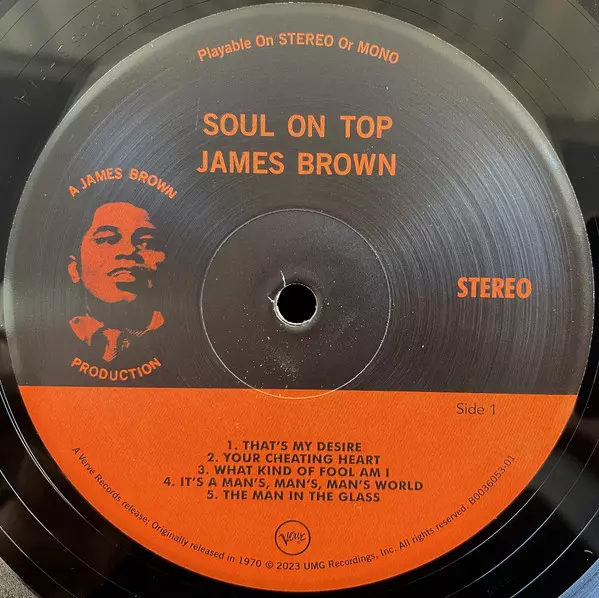 Playable On STEREO Or MONO
SOUL ON TOP
JAMES BROWN
A JAMES BROWN
PRODUCTION
STEREO
Side 1
1. THAT'S MY DESIRE
2. YOUR CHEATING HEART
3. WHAT KIND OF FOOL AM I
4. IT'S A MAN'S, MAN'S, MAN'S WORLD
5. THE MAN IN THE GLASS
Verve
A Verve Records release; Originally released in 1970 © 2023 UMG Recordings, Inc. All rights reserved. B0036053-01